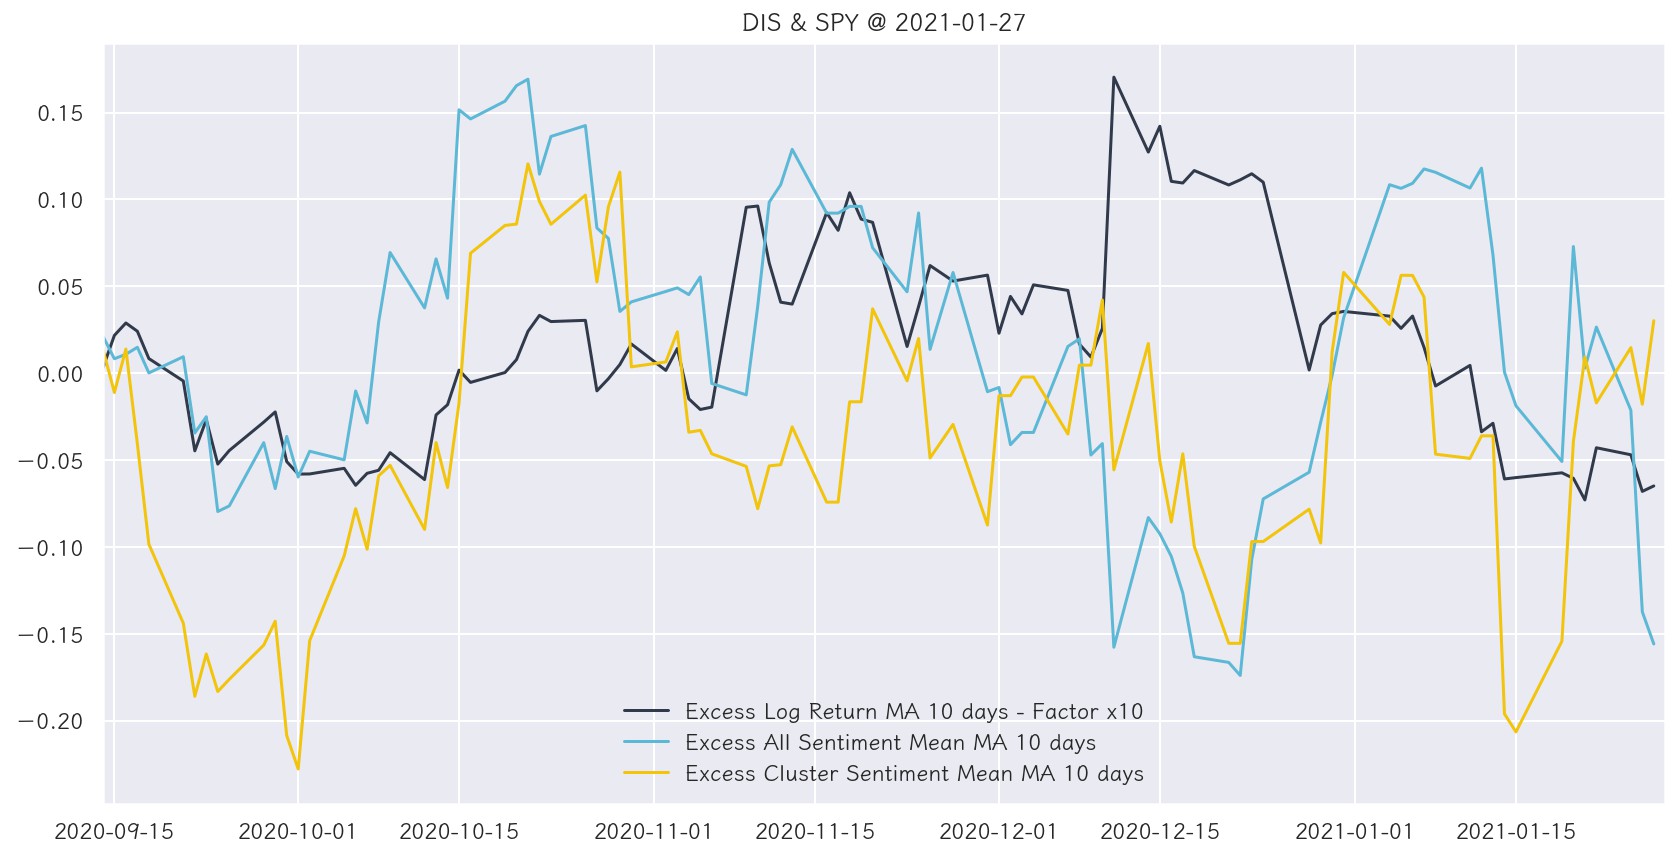 DIS & SPY @ 2021-01-27
0.15
0.10
0.05
0.00
−0.05
−0.10
−0.15
−0.20
Excess Log Return MA 10 days - Factor x10
Excess All Sentiment Mean MA 10 days
Excess Cluster Sentiment Mean MA 10 days
2020-09-15 2020-10-01 2020-10-15 2020-11-01 2020-11-15 2020-12-01 2020-12-15 2021-01-01 2021-01-15